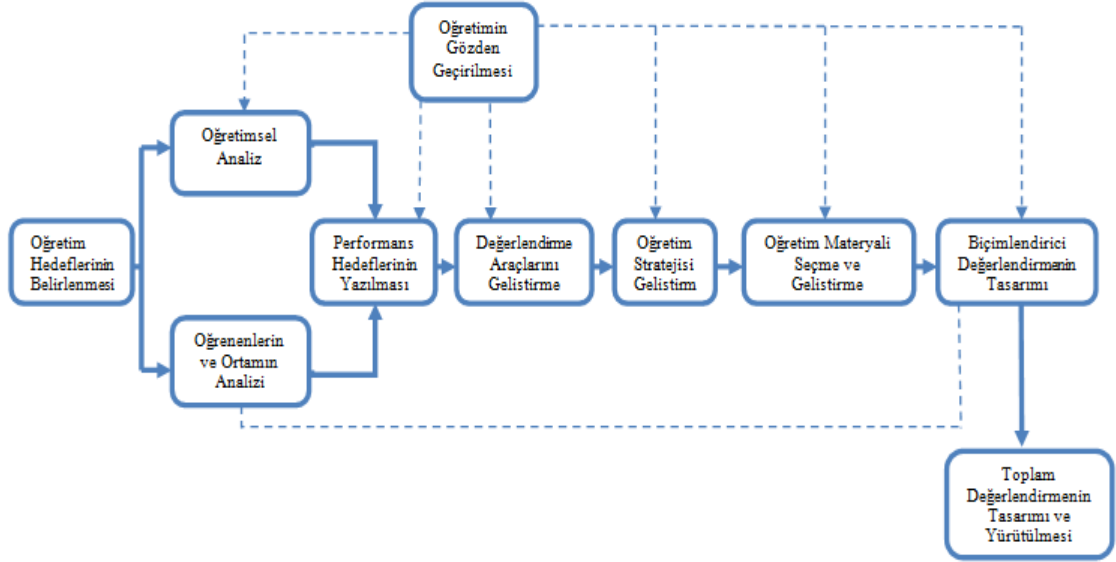 Öğretimin
Gözden
Geçirilmesi
Öğretimsel
Analiz
Öğretim
Hedeflerinin
Belirlenmesi
Performans
Hedeflerinin
Yazılması
Değerlendirme
Araçlarını
Gelistirme
Öğretim
Stratejisi
Gelistirm
Öğretim Materyali
Seçme ve
Gelistirme
Biçimlendirici
Değerlendirmenin
Tasarımı
Öğrenenlerin
ve Ortamın
Analizi
Toplam
Değerlendirmenin
Tasarımı ve
Yürütülmesi